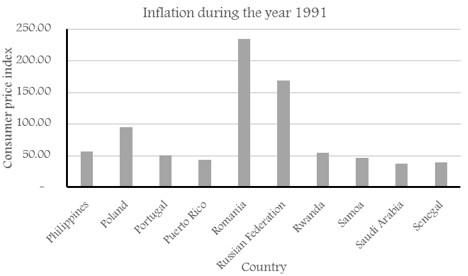 Inflation during the year 1991
Consumer price index
250.00
200.00
150.00
100.00
50.00
-
Philippines
Poland
Portugal
Puerto Rico
Romania
Russian Federation
Rwanda
Samoa
Saudi Arabia
Senegal
Country